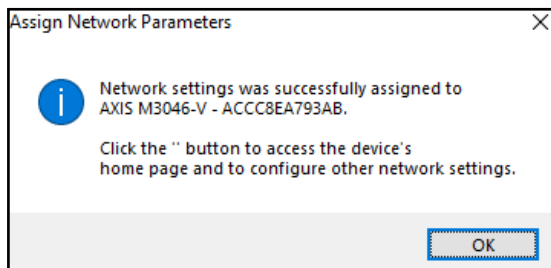 Assign Network Parameters
Network settings was successfully assigned to
AXIS M3046-V - ACCC8EA793AB.
Click the '' button to access the device's
home page and to configure other network settings.
OK